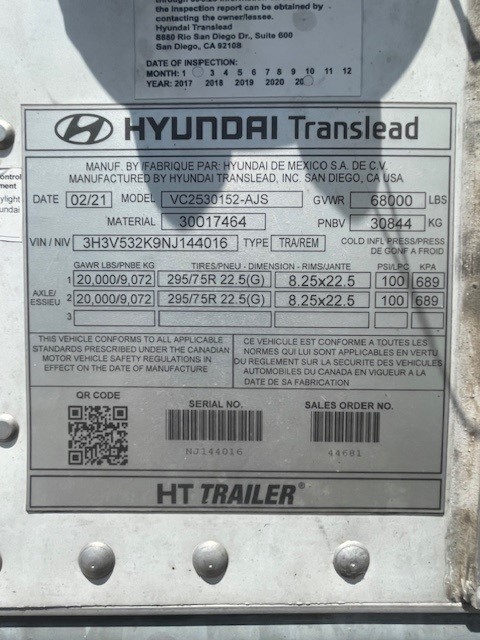 the inspection report can be obtained by
contacting the owner/lessee.
Hyundai Translead
8880 Rio San Diego Dr., Suite 600
San Diego, CA 92108
DATE OF INSPECTION:
MONTH: 1 3 4 5 6 7 8 9 10 11 12
YEAR: 2017 2018 2019 2020
HYUNDAI Translead
MANUF. BY /FABRIQUE PAR: HYUNDAI DE MEXICO S.A. DE C.V.
MANUFACTURED BY HYUNDAI TRANSLEAD, INC. SAN DIEGO, CA USA
DATE 02/21 MODEL VC2530152-AJS GVWR 68000 LBS
MATERIAL 30017464 PNBV 30844 KG
VIN / NIV 3H3V532K9NJ144016 TYPE TRA/REM COLD INFL PRESS/PRESS DE GONF A FROID
GAWR LBS/PNBE KG TIRES/PNEU - DIMENSION - RIMS/JANTE PSI/LPC KPA
AXLE/ESSIEU
1 20,000/9,072 295/75R 22.5(G) 8.25x22.5 100 689
2 20,000/9,072 295/75R 22.5(G) 8.25x22.5 100 689
3
THIS VEHICLE CONFORMS TO ALL APPLICABLE
STANDARDS PRESCRIBED UNDER THE CANADIAN
MOTOR VEHICLE SAFETY REGULATIONS IN
EFFECT ON THE DATE OF MANUFACTURE
CE VEHICULE EST CONFORME A TOUTES LES
NORMES QUI LUI SONT APPLICABLES EN VERTU
DU REGLEMENT SUR LA SECURITE DES VEHICULES
AUTOMOBILES DU CANADA EN VIGUEUR A LA
DATE DE SA FABRICATION
QR CODE
SERIAL NO.
NJ144016
SALES ORDER NO.
44681
HT TRAILER®